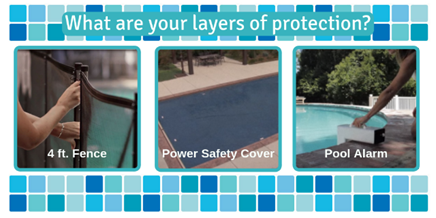 What are your layers of protection?
4 ft. Fence
Power Safety Cover
Pool Alarm